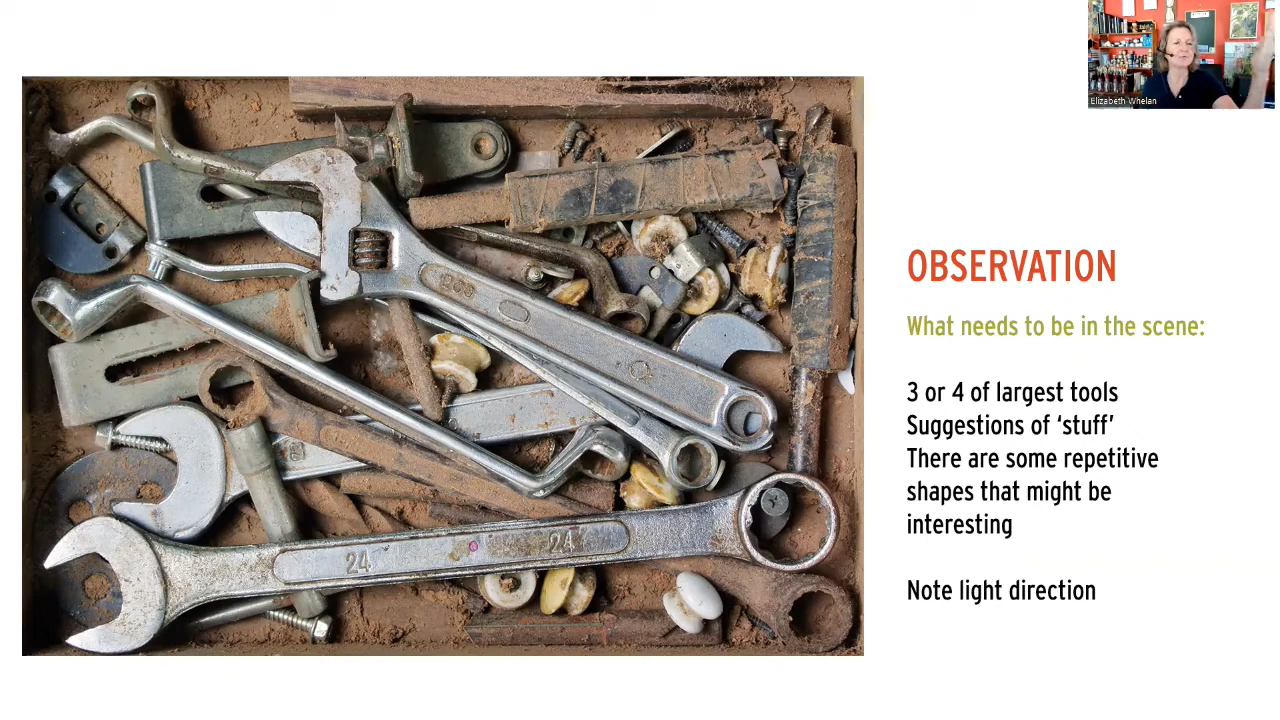 Elizabeth Whelan
OBSERVATION
What needs to be in the scene:
3 or 4 of largest tools
Suggestions of ‘stuff’
There are some repetitive
shapes that might be
interesting
Note light direction
24
24